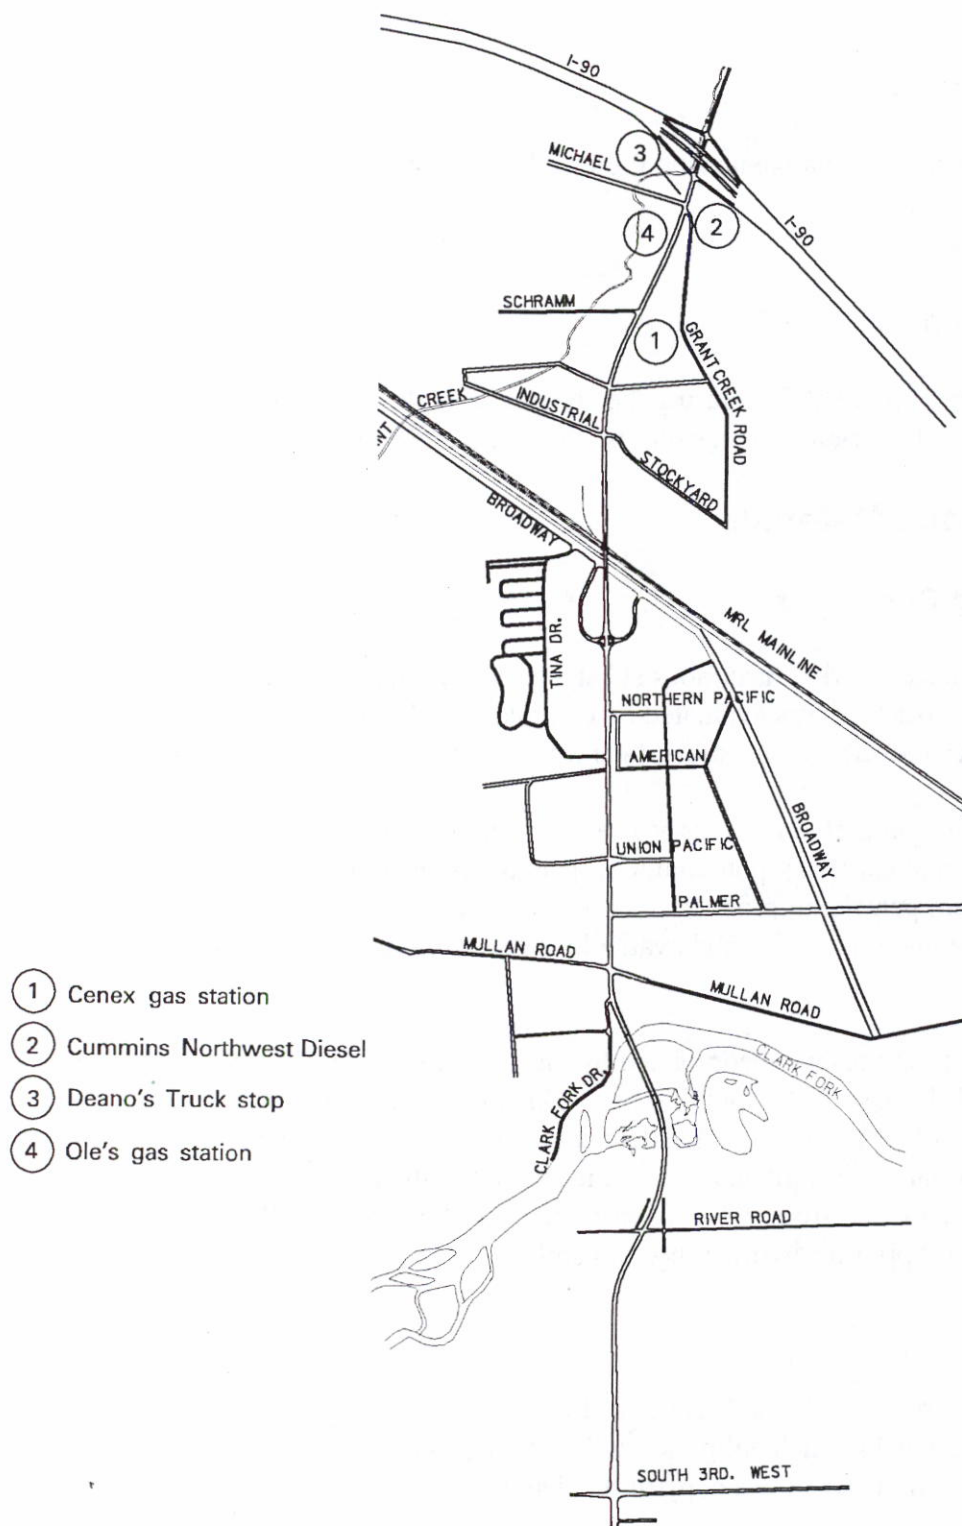 I-90
MICHAEL
3
2
4
I-90
SCHRAMM
1
GRANT CREEK ROAD
CREEK
INDUSTRIAL
NT
STOCKYARD
BROADWAY
TINA DR.
MRL MAINLINE
NORTHERN PACIFIC
AMERICAN
BROADWAY
UNION PACIFIC
PALMER
MULLAN ROAD
MULLAN ROAD
1 Cenex gas station
2 Cummins Northwest Diesel
3 Deano's Truck stop
4 Ole's gas station
CLARK FORK
CLARK FORK DR.
RIVER ROAD
SOUTH 3RD. WEST